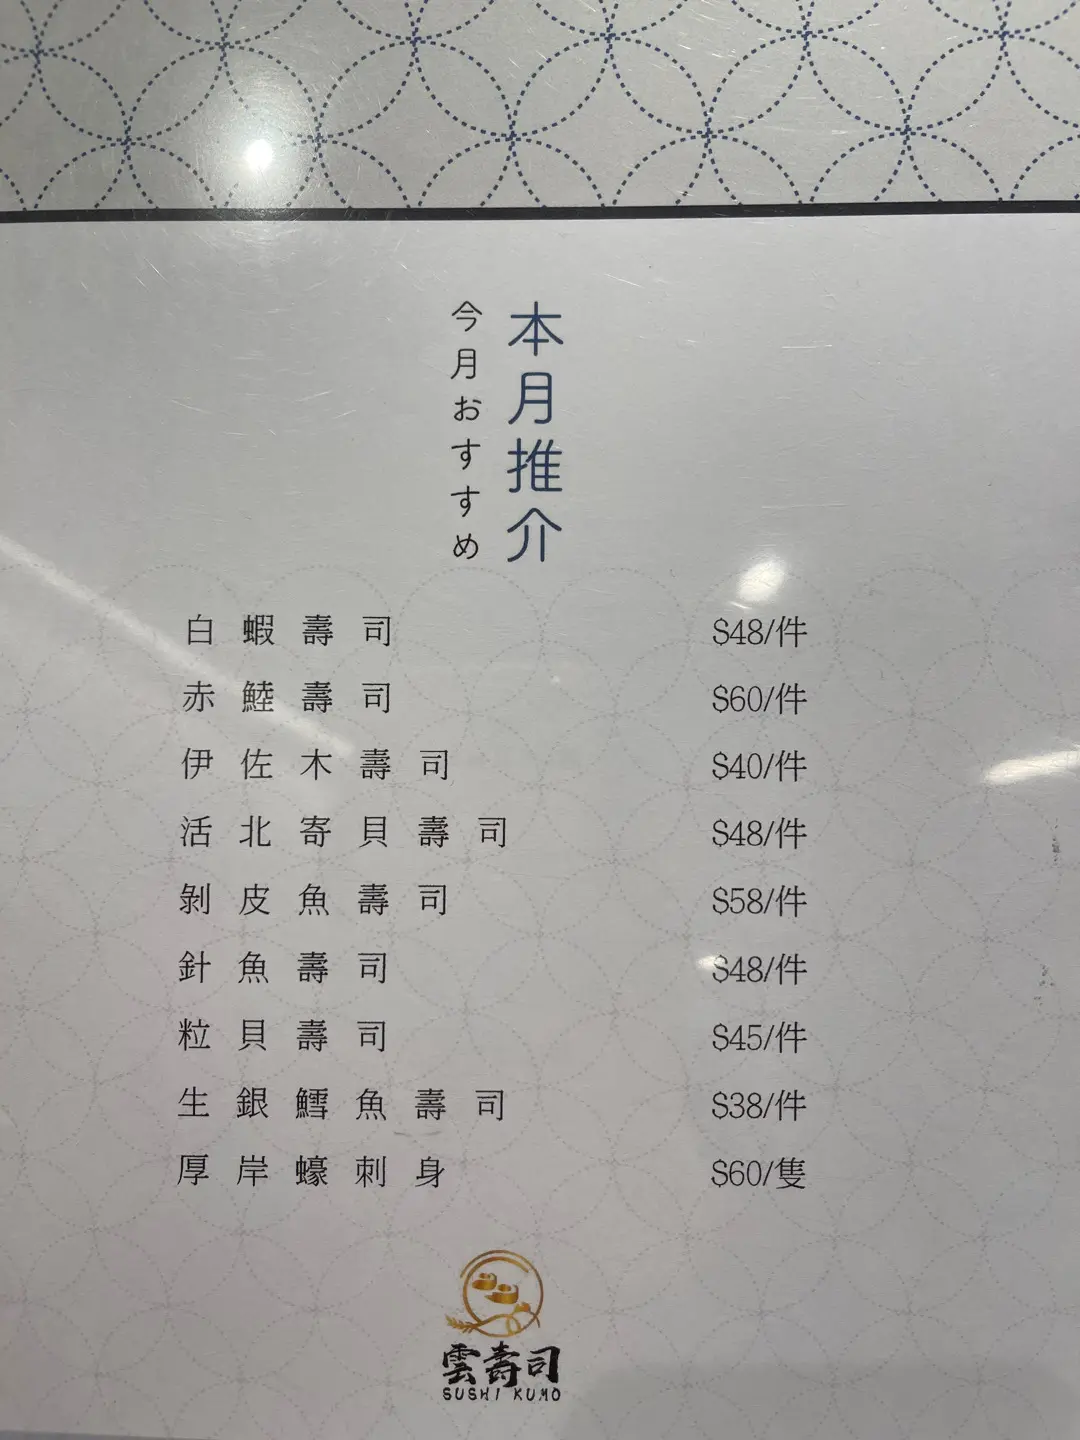 本月推介
今月おすすめ
白蝦壽司 $48/件
赤鯥壽司 $60/件
伊佐木壽司 $40/件
活北寄貝壽司 $48/件
剝皮魚壽司 $58/件
針魚壽司 $48/件
粒貝壽司 $45/件
生銀鱈魚壽司 $38/件
厚岸蠔刺身 $60/隻
雲壽司
SUSHI KUMO